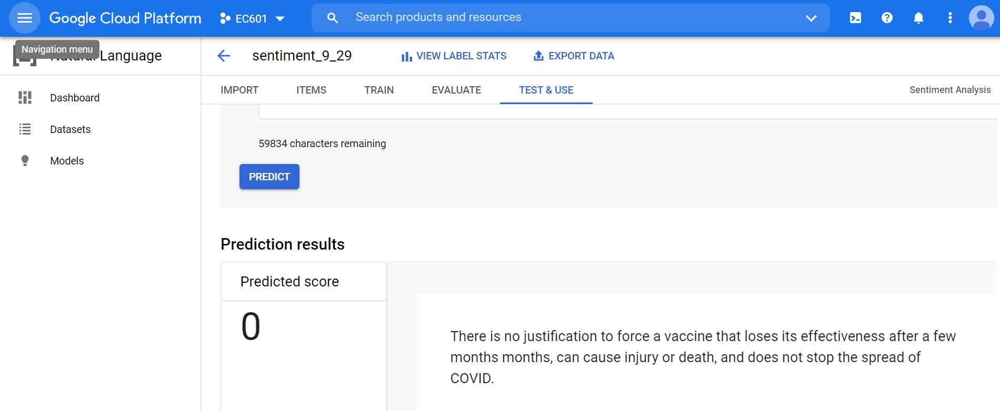 Google Cloud Platform
EC601
Search products and resources
Navigation menu
Natural Language
sentiment_9_29
VIEW LABEL STATS
EXPORT DATA
IMPORT
ITEMS
TRAIN
EVALUATE
TEST & USE
Sentiment Analysis
Dashboard
Datasets
Models
59834 characters remaining
PREDICT
Prediction results
Predicted score
0
There is no justification to force a vaccine that loses its effectiveness after a few
months months, can cause injury or death, and does not stop the spread of
COVID.